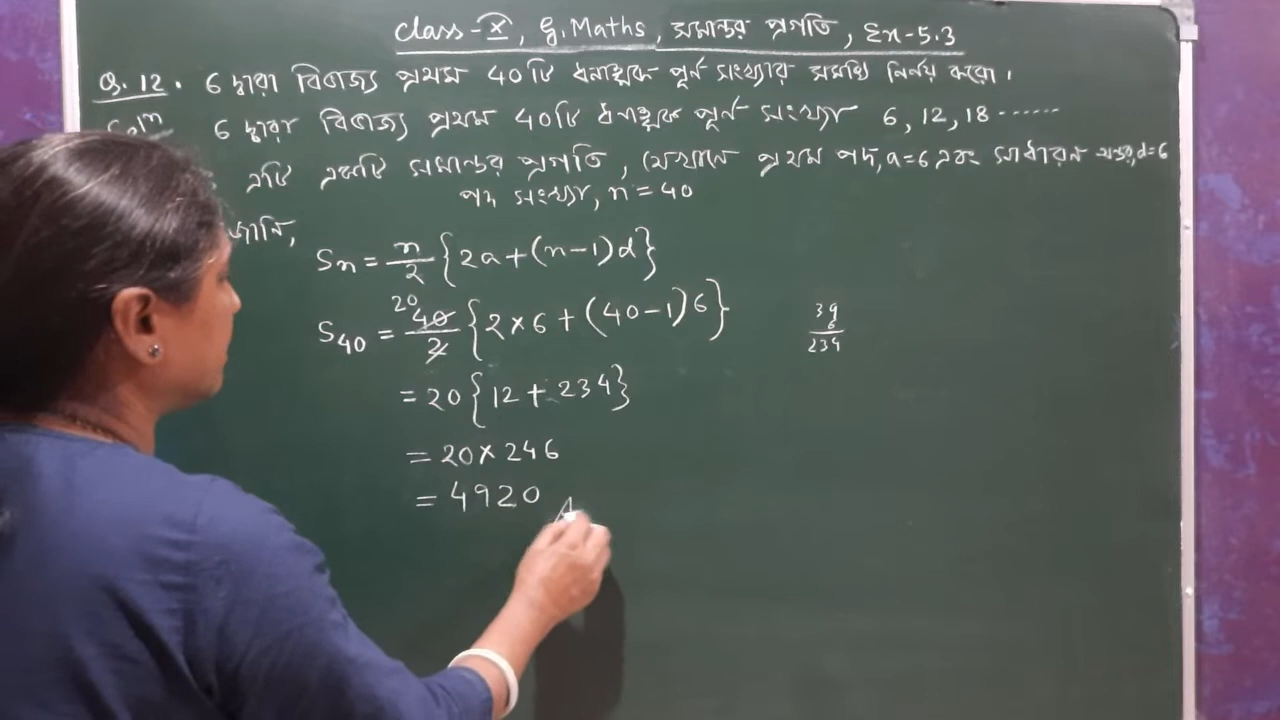 Class-X, G.Maths, সমান্তর প্রগতি, Ex-5.3
Q. 12. 6 দ্বারা বিভাজ্য প্রথম 40টি ধনাত্মক পূর্ণ সংখ্যার সমষ্টি নির্ণয় করো।
Solⁿ 6 দ্বারা বিভাজ্য প্রথম 40টি ধনাত্মক পূর্ণ সংখ্যা 6, 12, 18 ......
এটি একটি সমান্তর প্রগতি, যেখানে প্রথম পদ, a=6 এবং সাধারণ অন্তর, d=6
পদ সংখ্যা, n = 40
জানি,
Sn = n/2 {2a+(n-1)d}
S40 = 40/2 {2×6+(40-1)6}
20
39
6
234
= 20 {12 + 234}
= 20 × 246
= 4920 A